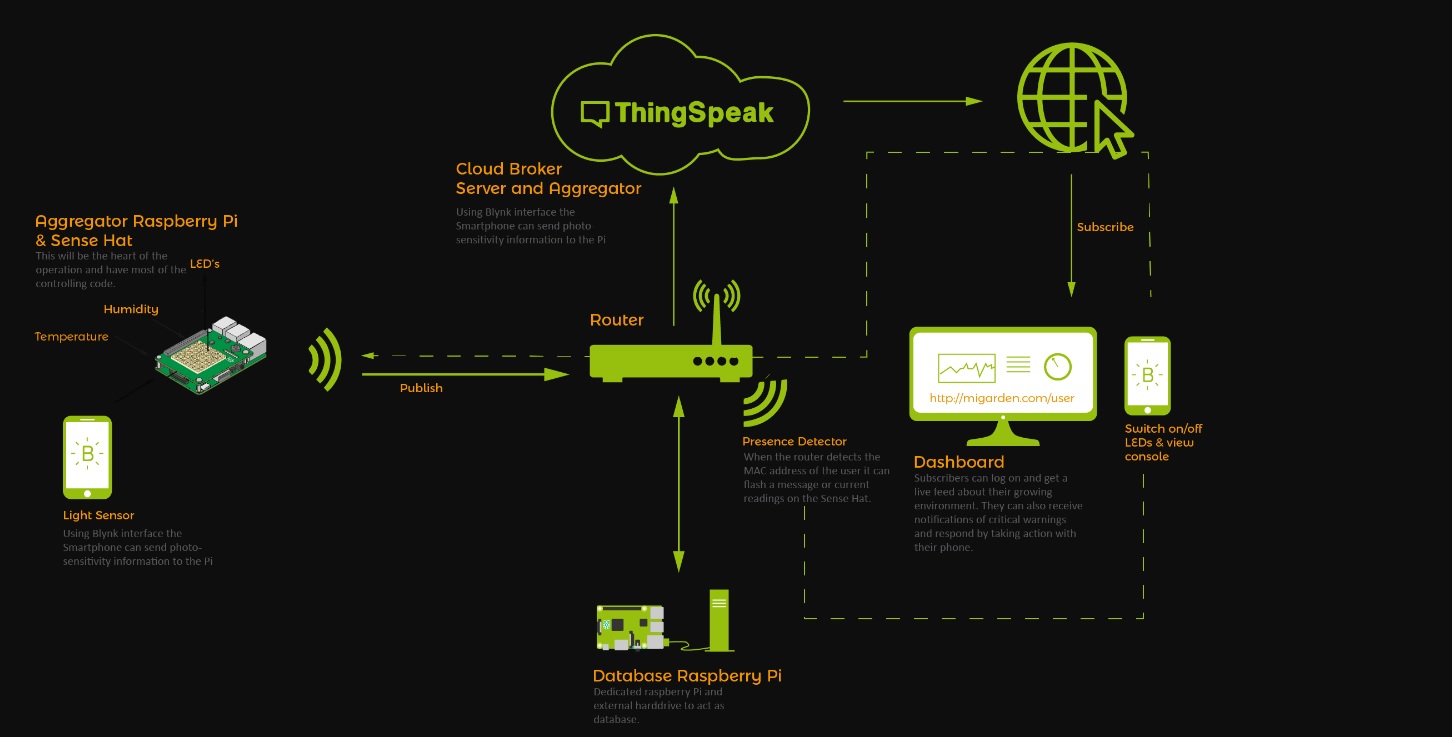 ThingSpeak
Cloud Broker
Server and Aggregator
Using Blynk interface the
Smartphone can send photo-
sensitivity information to the Pi
Aggregator Raspberry Pi
& Sense Hat
This will be the heart of the
operation and have most of the
controlling code.
LED's
Humidity
Temperature
B
Light Sensor
Using Blynk interface the
Smartphone can send photo-
sensitivity information to the Pi
Publish
Router
Presence Detector
When the router detects the
MAC address of the user it can
flash a message or current
readings on the Sense Hat.
Subscribe
http://migarden.com/user
Dashboard
Subscribers can log on and get a
live feed about their growing
environment. They can also receive
notifications of critical warnings
and respond by taking action with
their phone.
B
Switch on/off
LEDs & view
console
Database Raspberry Pi
Dedicated raspberry Pi and
external harddrive to act as
database.